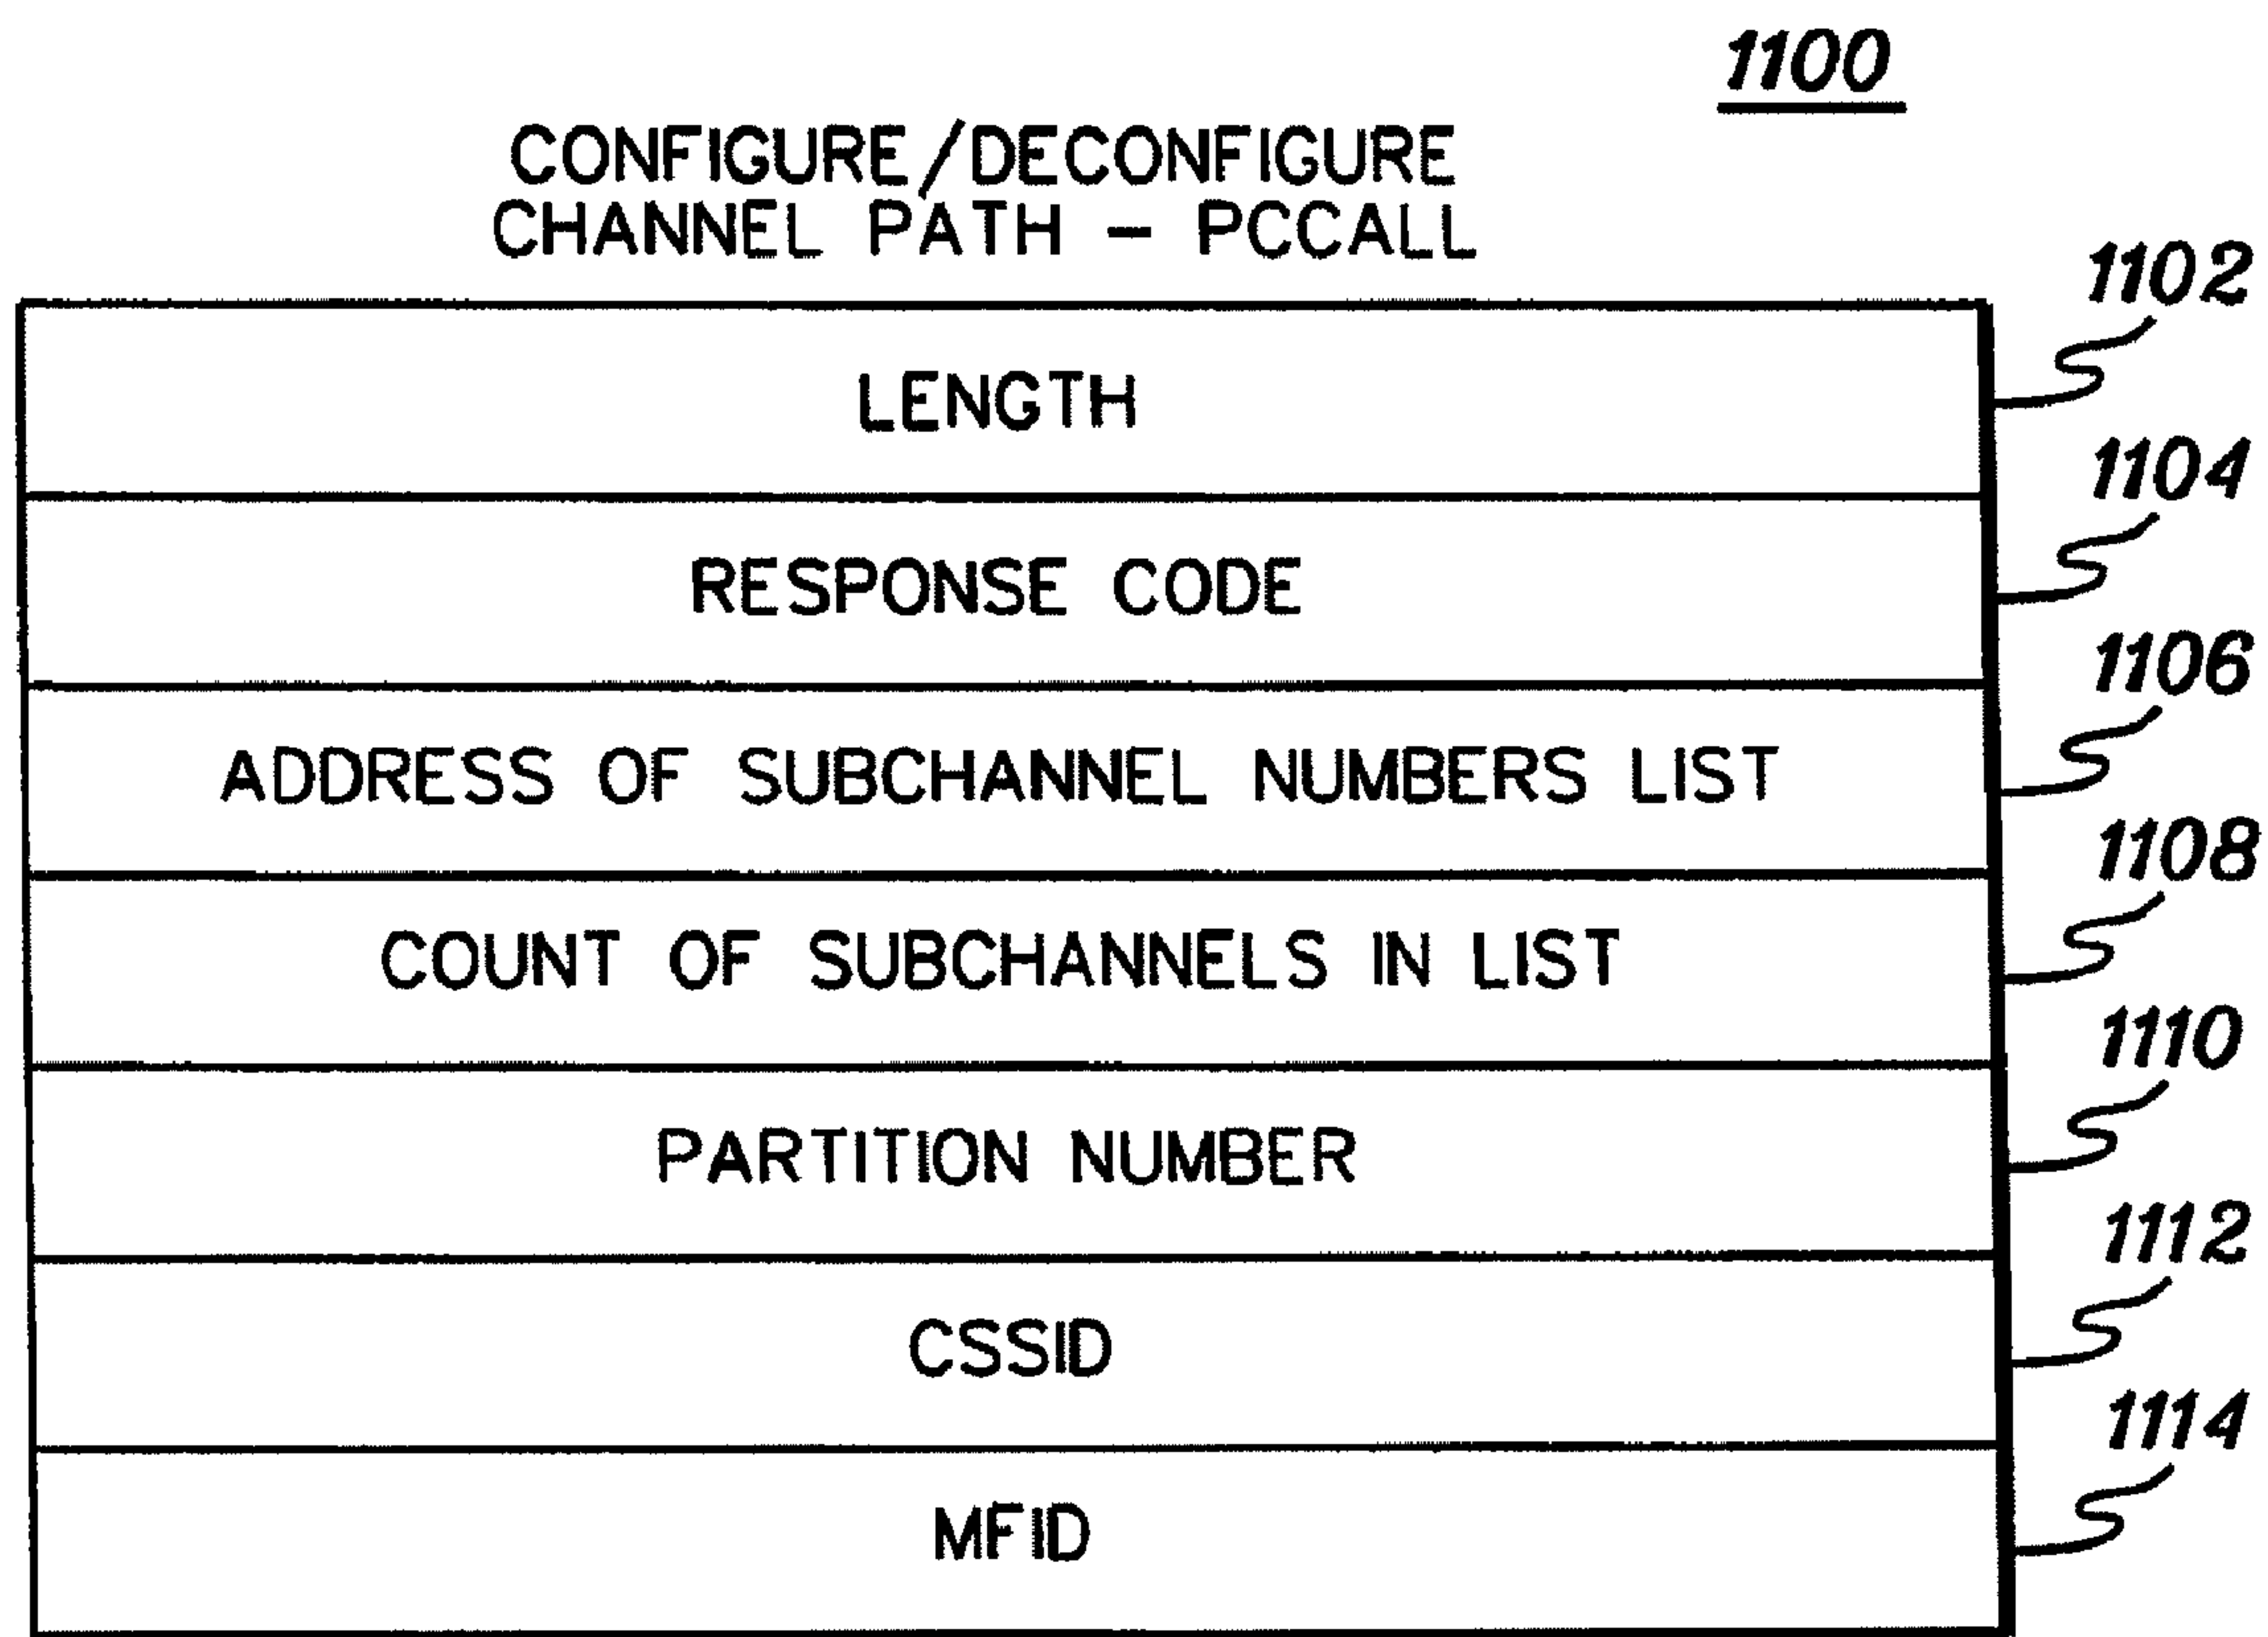 1100
CONFIGURE/DECONFIGURE
CHANNEL PATH - PCCALL
1102
LENGTH
1104
RESPONSE CODE
1106
ADDRESS OF SUBCHANNEL NUMBERS LIST
1108
COUNT OF SUBCHANNELS IN LIST
1110
PARTITION NUMBER
1112
CSSID
1114
MFID